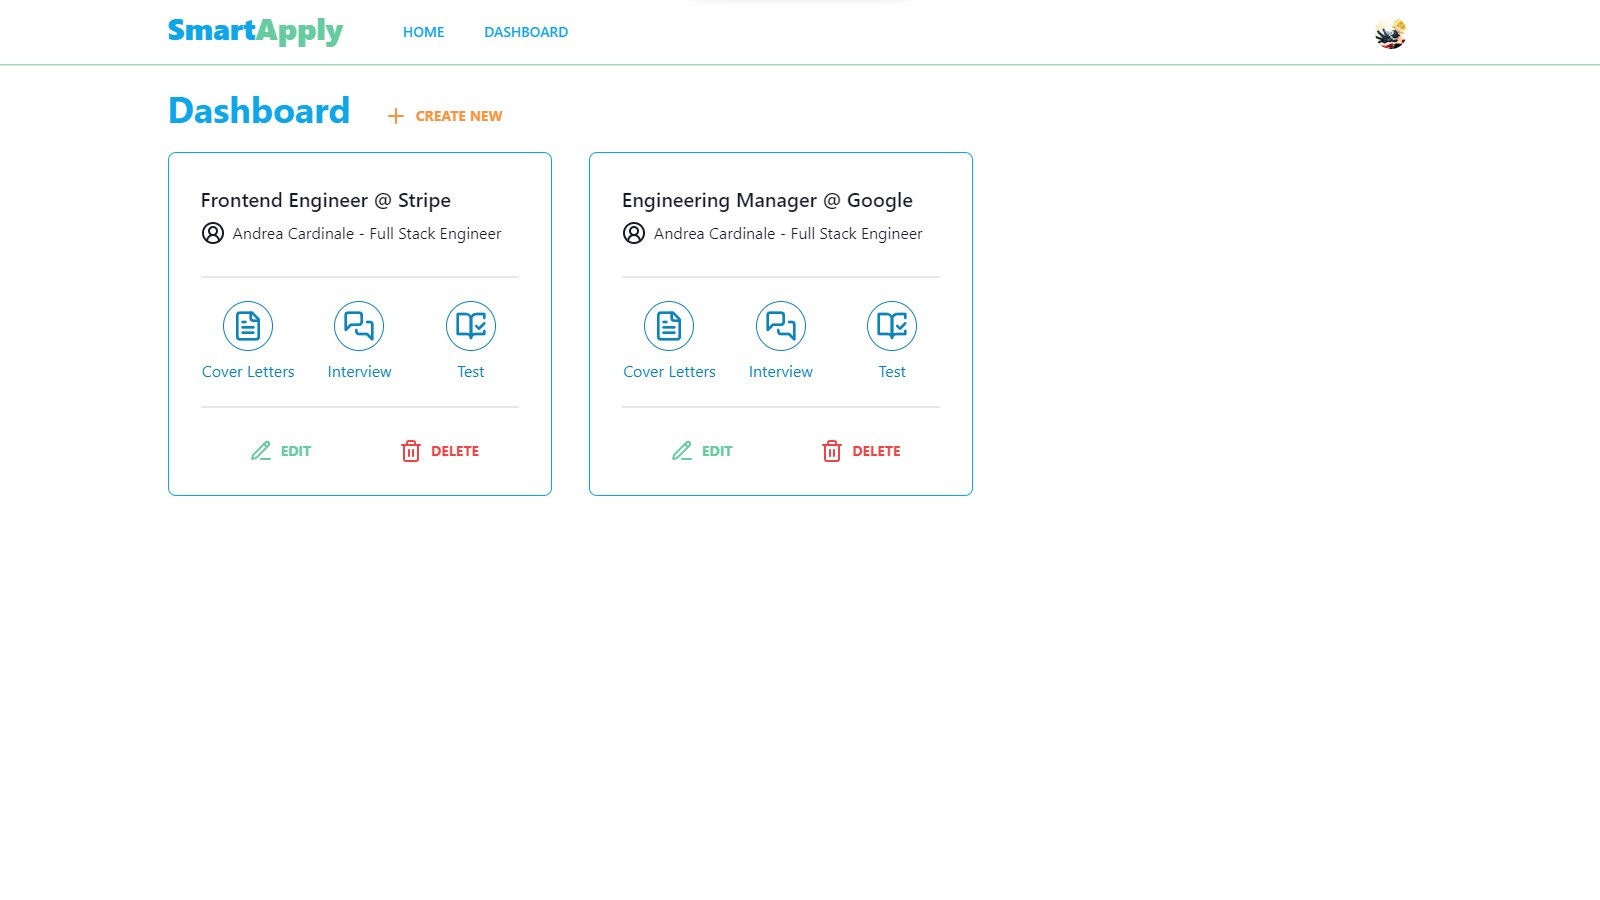 SmartApply HOME DASHBOARD
Dashboard CREATE NEW
Frontend Engineer @ Stripe
Andrea Cardinale - Full Stack Engineer
Cover Letters Interview Test
EDIT DELETE
Engineering Manager @ Google
Andrea Cardinale - Full Stack Engineer
Cover Letters Interview Test
EDIT DELETE